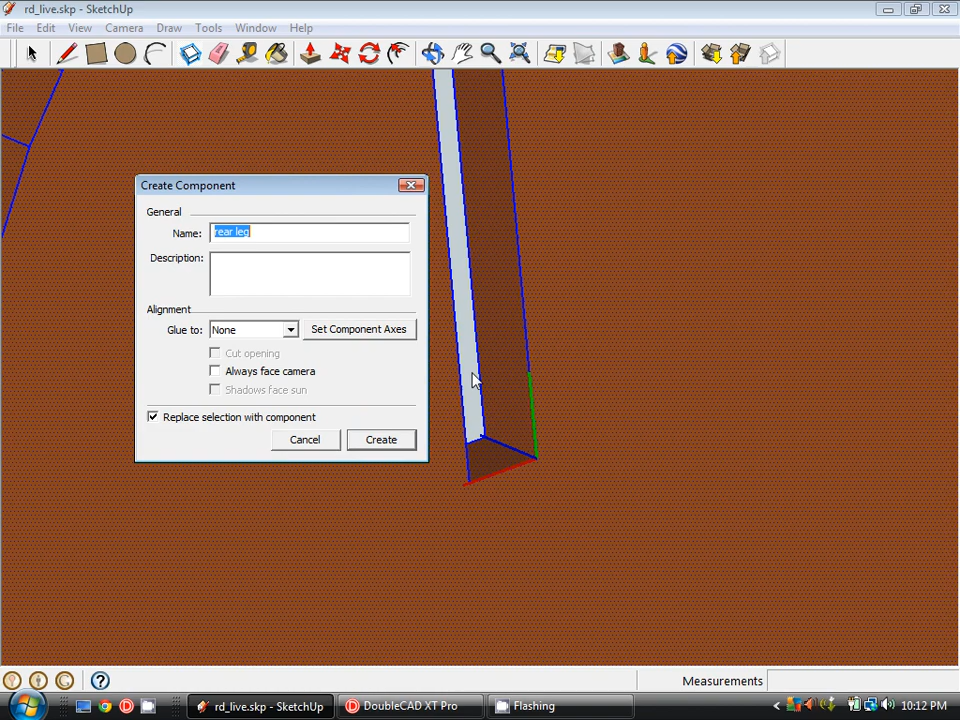 rd_live.skp - SketchUp
File Edit View Camera Draw Tools Window Help
Create Component
General
Name: rear leg
Description:
Alignment
Glue to: None Set Component Axes
Cut opening
Always face camera
Shadows face sun
Replace selection with component
Cancel Create
Measurements
rd_live.skp - SketchUp DoubleCAD XT Pro Flashing 10:12 PM